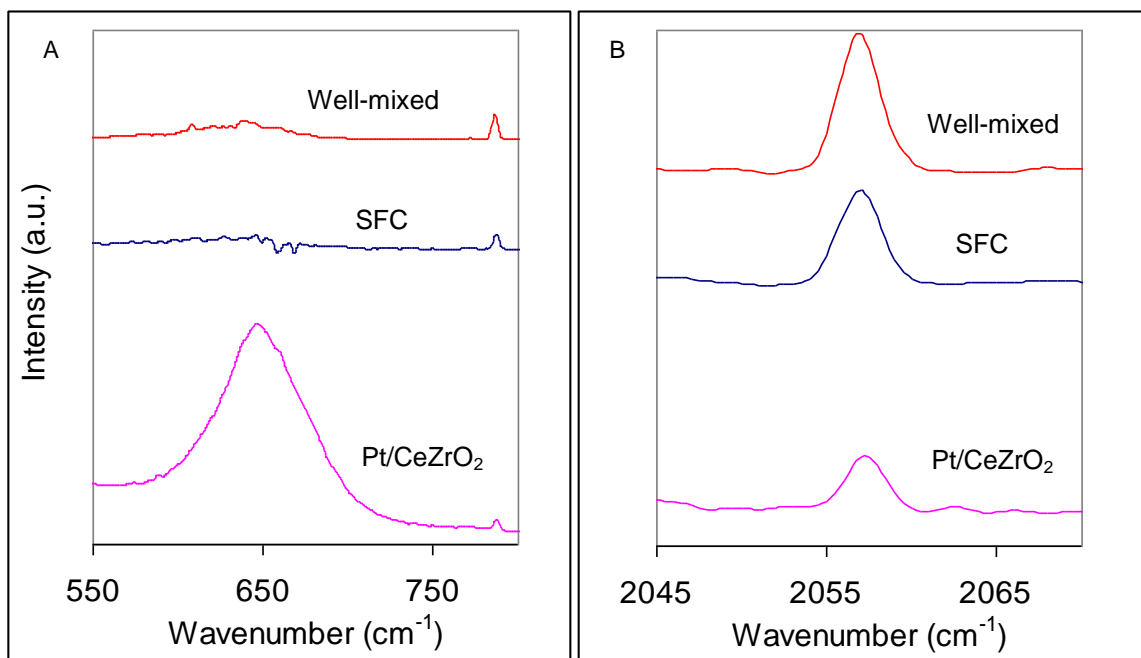 A
Well-mixed
SFC
Pt/CeZrO₂
Intensity (a.u.)
550 650 750
Wavenumber (cm⁻¹)
B
Well-mixed
SFC
Pt/CeZrO₂
2045 2055 2065
Wavenumber (cm⁻¹)